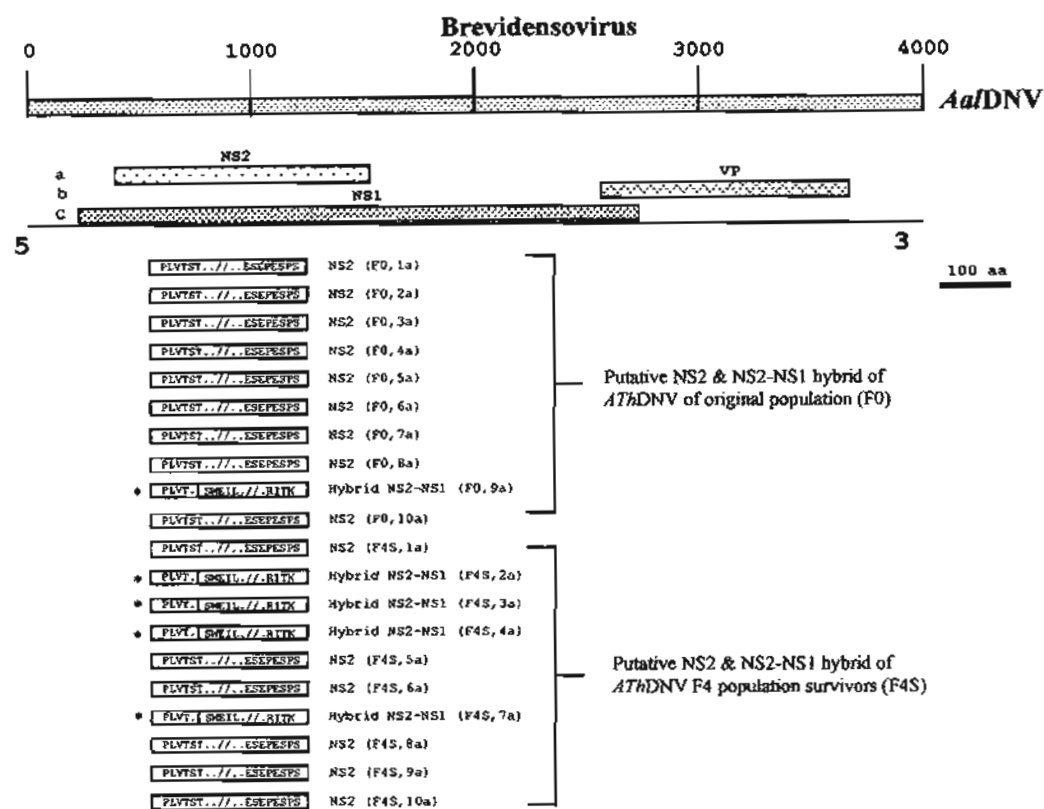 Brevidensovirus
0 1000 2000 3000 4000
AalDNV
NS2
a
VP
b
NS1
C
5 3
100 aa
PLVTST..//..ESEPESPS NS2 (F0,1a)
PLVTST..//..ESEPESPS NS2 (F0,2a)
PLVTST..//..ESEPESPS NS2 (F0,3a)
PLVTST..//..ESEPESPS NS2 (F0,4a)
PLVTST..//..ESEPESPS NS2 (F0,5a)
PLVTST..//..ESEPESPS NS2 (F0,6a)
PLVTST..//..ESEPESPS NS2 (F0,7a)
PLVTST..//..ESEPESPS NS2 (F0,8a)
* PLVT. SMEIL.//.RITK Hybrid NS2-NS1 (F0,9a)
PLVTST..//..ESEPESPS NS2 (F0,10a)
Putative NS2 & NS2-NS1 hybrid of
AThDNV of original population (F0)
PLVTST..//..ESEPESPS NS2 (F4S,1a)
* PLVT. SMEIL.//.RITK Hybrid NS2-NS1 (F4S,2a)
* PLVT. SMEIL.//.RITK Hybrid NS2-NS1 (F4S,3a)
* PLVT. SMEIL.//.RITK Hybrid NS2-NS1 (F4S,4a)
PLVTST..//..ESEPESPS NS2 (F4S,5a)
PLVTST..//..ESEPESPS NS2 (F4S,6a)
* PLVT. SMEIL.//.RITK Hybrid NS2-NS1 (F4S,7a)
PLVTST..//..ESEPESPS NS2 (F4S,8a)
PLVTST..//..ESEPESPS NS2 (F4S,9a)
PLVTST..//..ESEPESPS NS2 (F4S,10a)
Putative NS2 & NS2-NS1 hybrid of
AThDNV F4 population survivors (F4S)